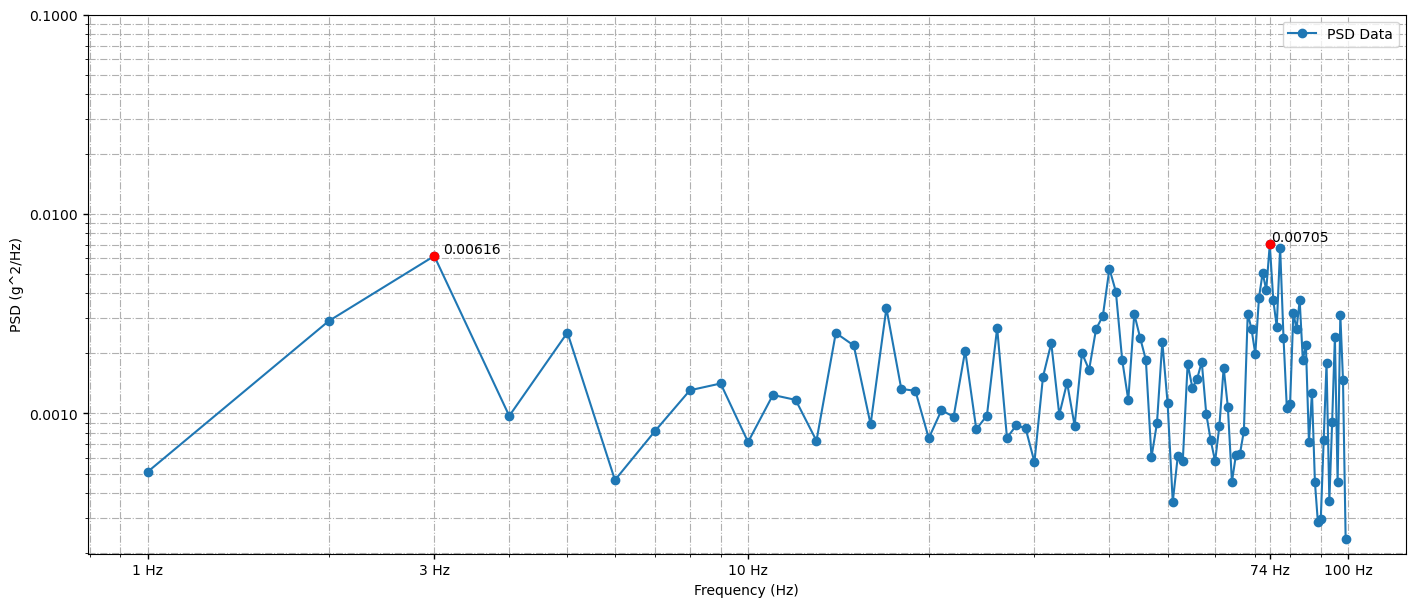 0.1000
PSD Data
0.0100
0.00616
0.00705
PSD (g^2/Hz)
0.0010
1 Hz
3 Hz
10 Hz
74 Hz
100 Hz
Frequency (Hz)